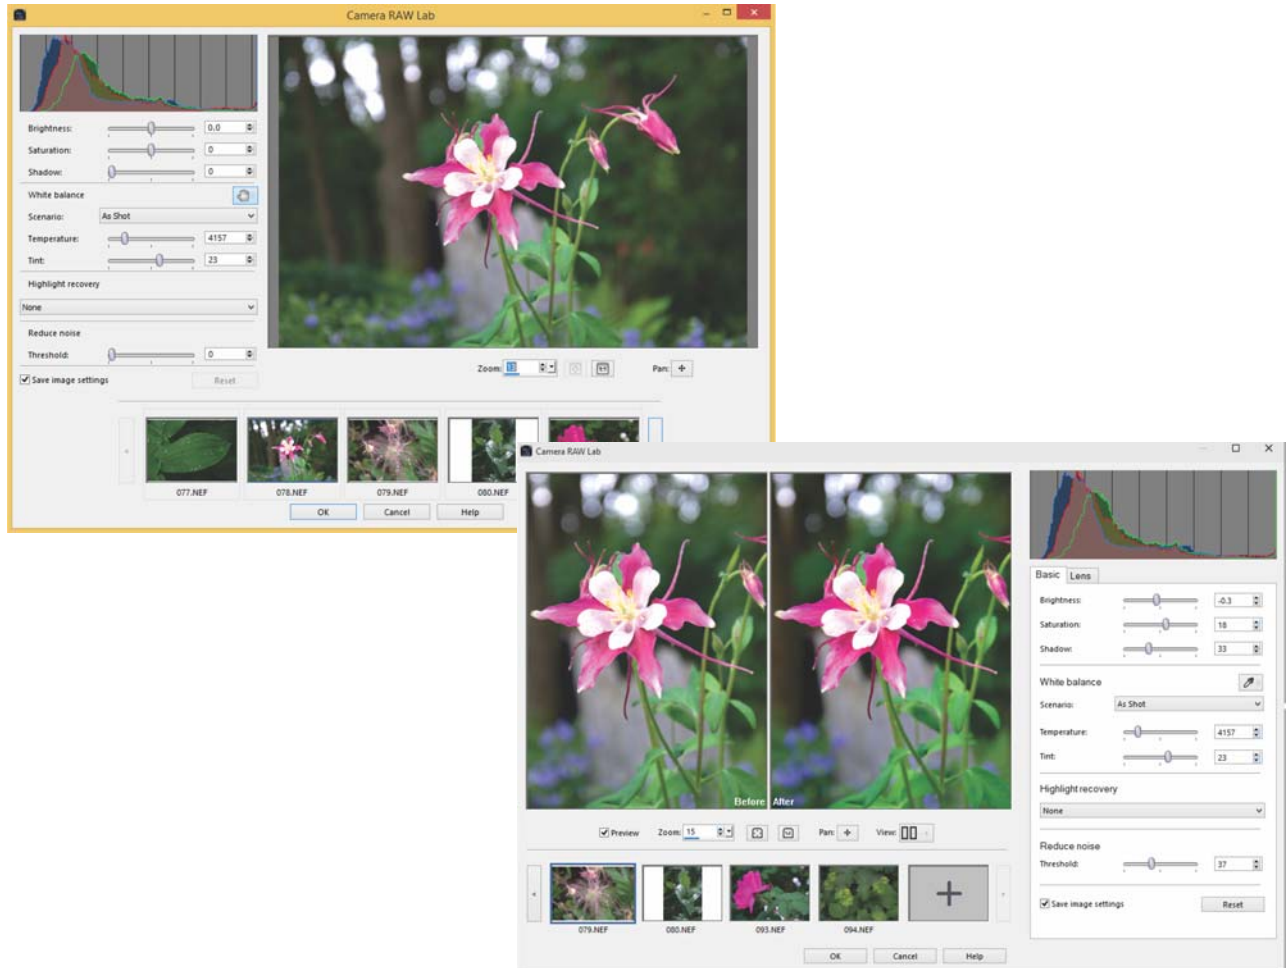 Camera RAW Lab
Brightness: 0.0
Saturation: 0
Shadow: 0
White balance
Scenario: As Shot
Temperature: 4157
Tint: 23
Highlight recovery
None
Reduce noise
Threshold: 0
Save image settings Reset
Zoom: 13 Pan:
077.NEF 078.NEF 079.NEF 080.NEF
OK Cancel Help
Camera RAW Lab
Before After
Preview Zoom: 15 Pan: View:
079.NEF 080.NEF 093.NEF 094.NEF
OK Cancel Help
Basic Lens
Brightness: -0.3
Saturation: 18
Shadow: 33
White balance
Scenario: As Shot
Temperature: 4157
Tint: 23
Highlight recovery
None
Reduce noise
Threshold: 37
Save image settings Reset